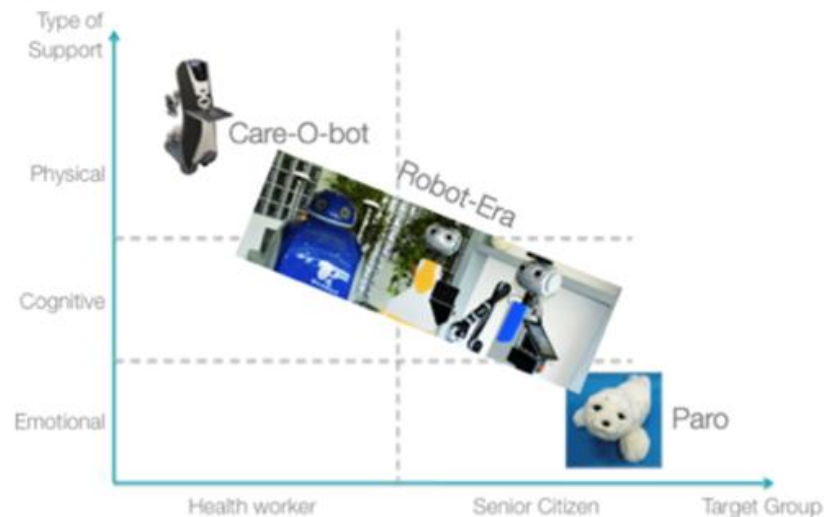 Type of
Support
Care-O-bot
Physical
Robot-Era
Cognitive
Emotional
Paro
Health worker
Senior Citizen
Target Group